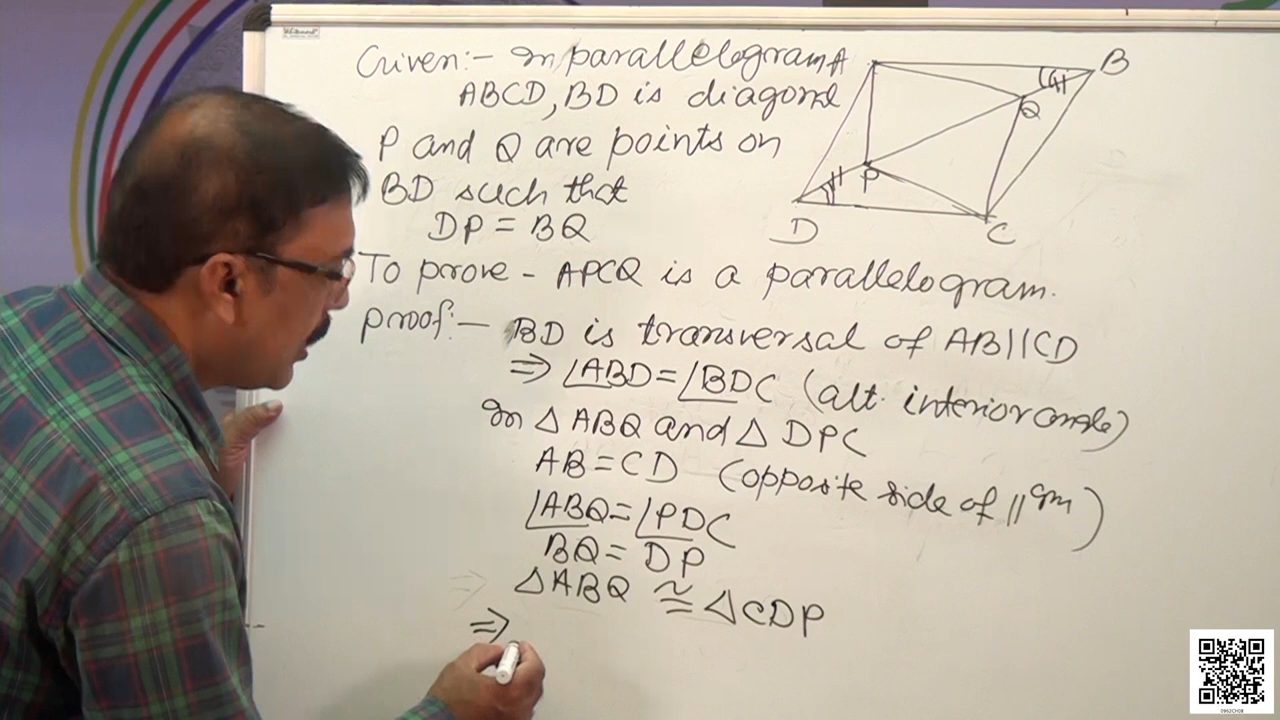 Given:- In parallelogram
ABCD, BD is diagonal
P and Q are points on
BD such that
DP = BQ
To prove - APCQ is a parallelogram.
Proof:- BD is transversal of AB||CD
⇒ ∠ABD = ∠BDC (alt. interior angle)
In △ ABQ and △ DPC
AB = CD (opposite side of ||gm)
∠ABQ = ∠PDC
BQ = DP
△ABQ ≅ △CDP
⇒
A
B
Q
P
D
C
0962CH08